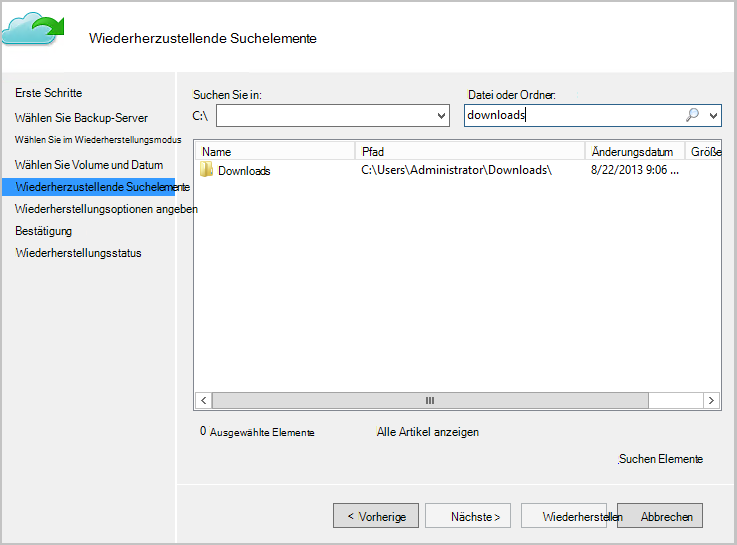 Wiederherzustellende Suchelemente
Erste Schritte
Wählen Sie Backup-Server
Wählen Sie im Wiederherstellungsmodus
Wählen Sie Volume und Datum
Wiederherzustellende Suchelemente
Wiederherstellungsoptionen angeben
Bestätigung
Wiederherstellungsstatus
Suchen Sie in: Datei oder Ordner:
C:\ downloads
Name Pfad Änderungsdatum Größe
Downloads C:\Users\Administrator\Downloads\ 8/22/2013 9:06 ...
0 Ausgewählte Elemente Alle Artikel anzeigen
Suchen Elemente
< Vorherige Nächste > Wiederherstellen Abbrechen